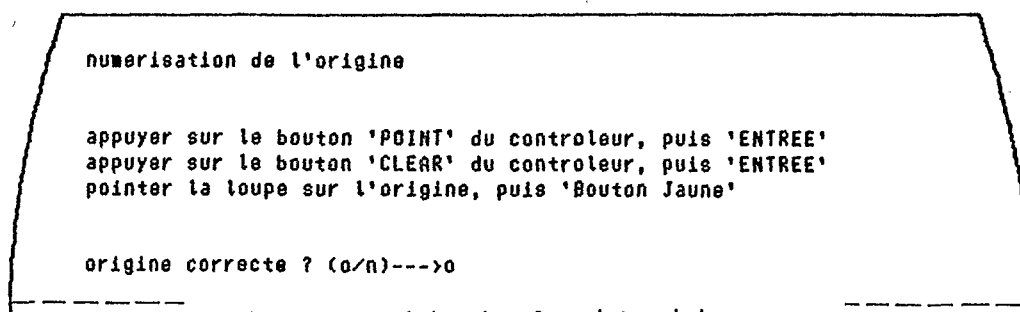 numerisation de l'origine
appuyer sur le bouton 'POINT' du controleur, puis 'ENTREE'
appuyer sur le bouton 'CLEAR' du controleur, puis 'ENTREE'
pointer la loupe sur l'origine, puis 'Bouton Jaune'
origine correcte ? (o/n)--->o